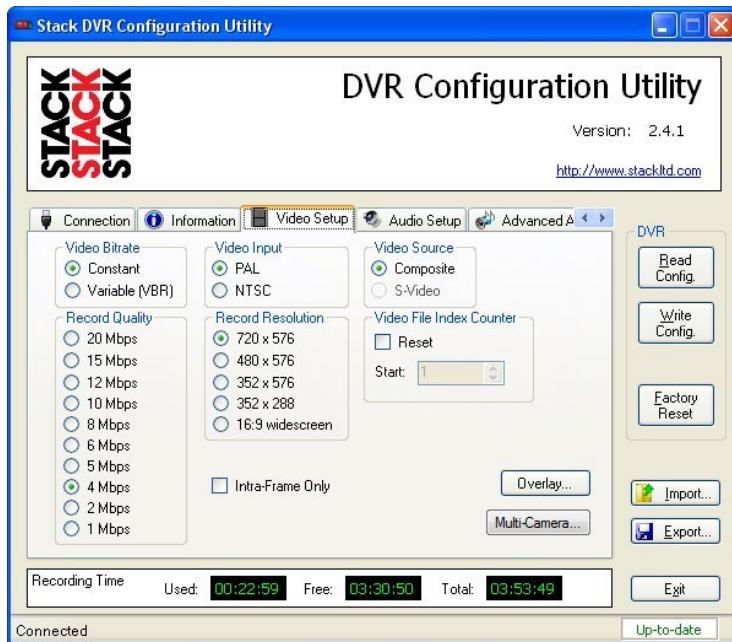 Stack DVR Configuration Utility
STACK
STACK
STACK
DVR Configuration Utility
Version: 2.4.1
http://www.stackltd.com
Connection
Information
Video Setup
Audio Setup
Advanced A
Video Bitrate
Constant
Variable (VBR)
Video Input
PAL
NTSC
Video Source
Composite
S-Video
Record Quality
20 Mbps
15 Mbps
12 Mbps
10 Mbps
8 Mbps
6 Mbps
5 Mbps
4 Mbps
2 Mbps
1 Mbps
Record Resolution
720 x 576
480 x 576
352 x 576
352 x 288
16:9 widescreen
Video File Index Counter
Reset
Start: 1
Intra-Frame Only
Overlay...
Multi-Camera...
DVR
Read
Config.
Write
Config.
Factory
Reset
Import...
Export...
Recording Time
Used: 00:22:59 Free: 03:30:50 Total: 03:53:49
Exit
Connected
Up-to-date